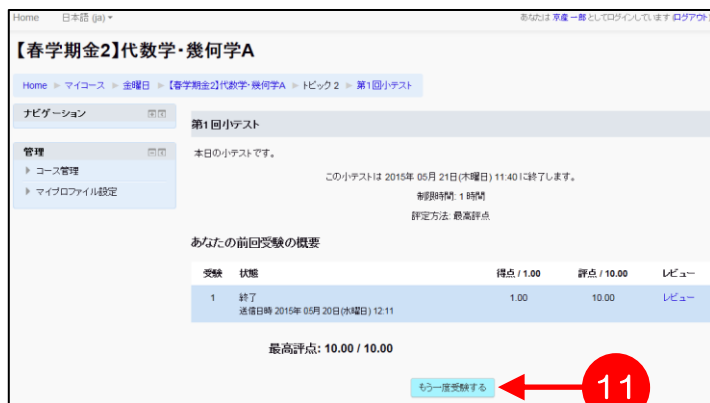 Home 日本語 (ja) あなたは 京産 一郎 としてログインしています (ログアウト
【春学期金2】代数学・幾何学A
Home マイコース 金曜日 【春学期金2】代数学・幾何学A トピック 2 第1回小テスト
ナビゲーション
第1回小テスト
管理
コース管理
マイプロファイル設定
本日の小テストです。
この小テストは 2015年 05月 21日(木曜日) 11:40 に終了します。
制限時間: 1 時間
評定方法: 最高評点
あなたの前回受験の概要
受験 状態 得点 / 1.00 評点 / 10.00 レビュー
1 終了 1.00 10.00 レビュー
送信日時 2015年 05月 20日(水曜日) 12:11
最高評点: 10.00 / 10.00
もう一度受験する 11